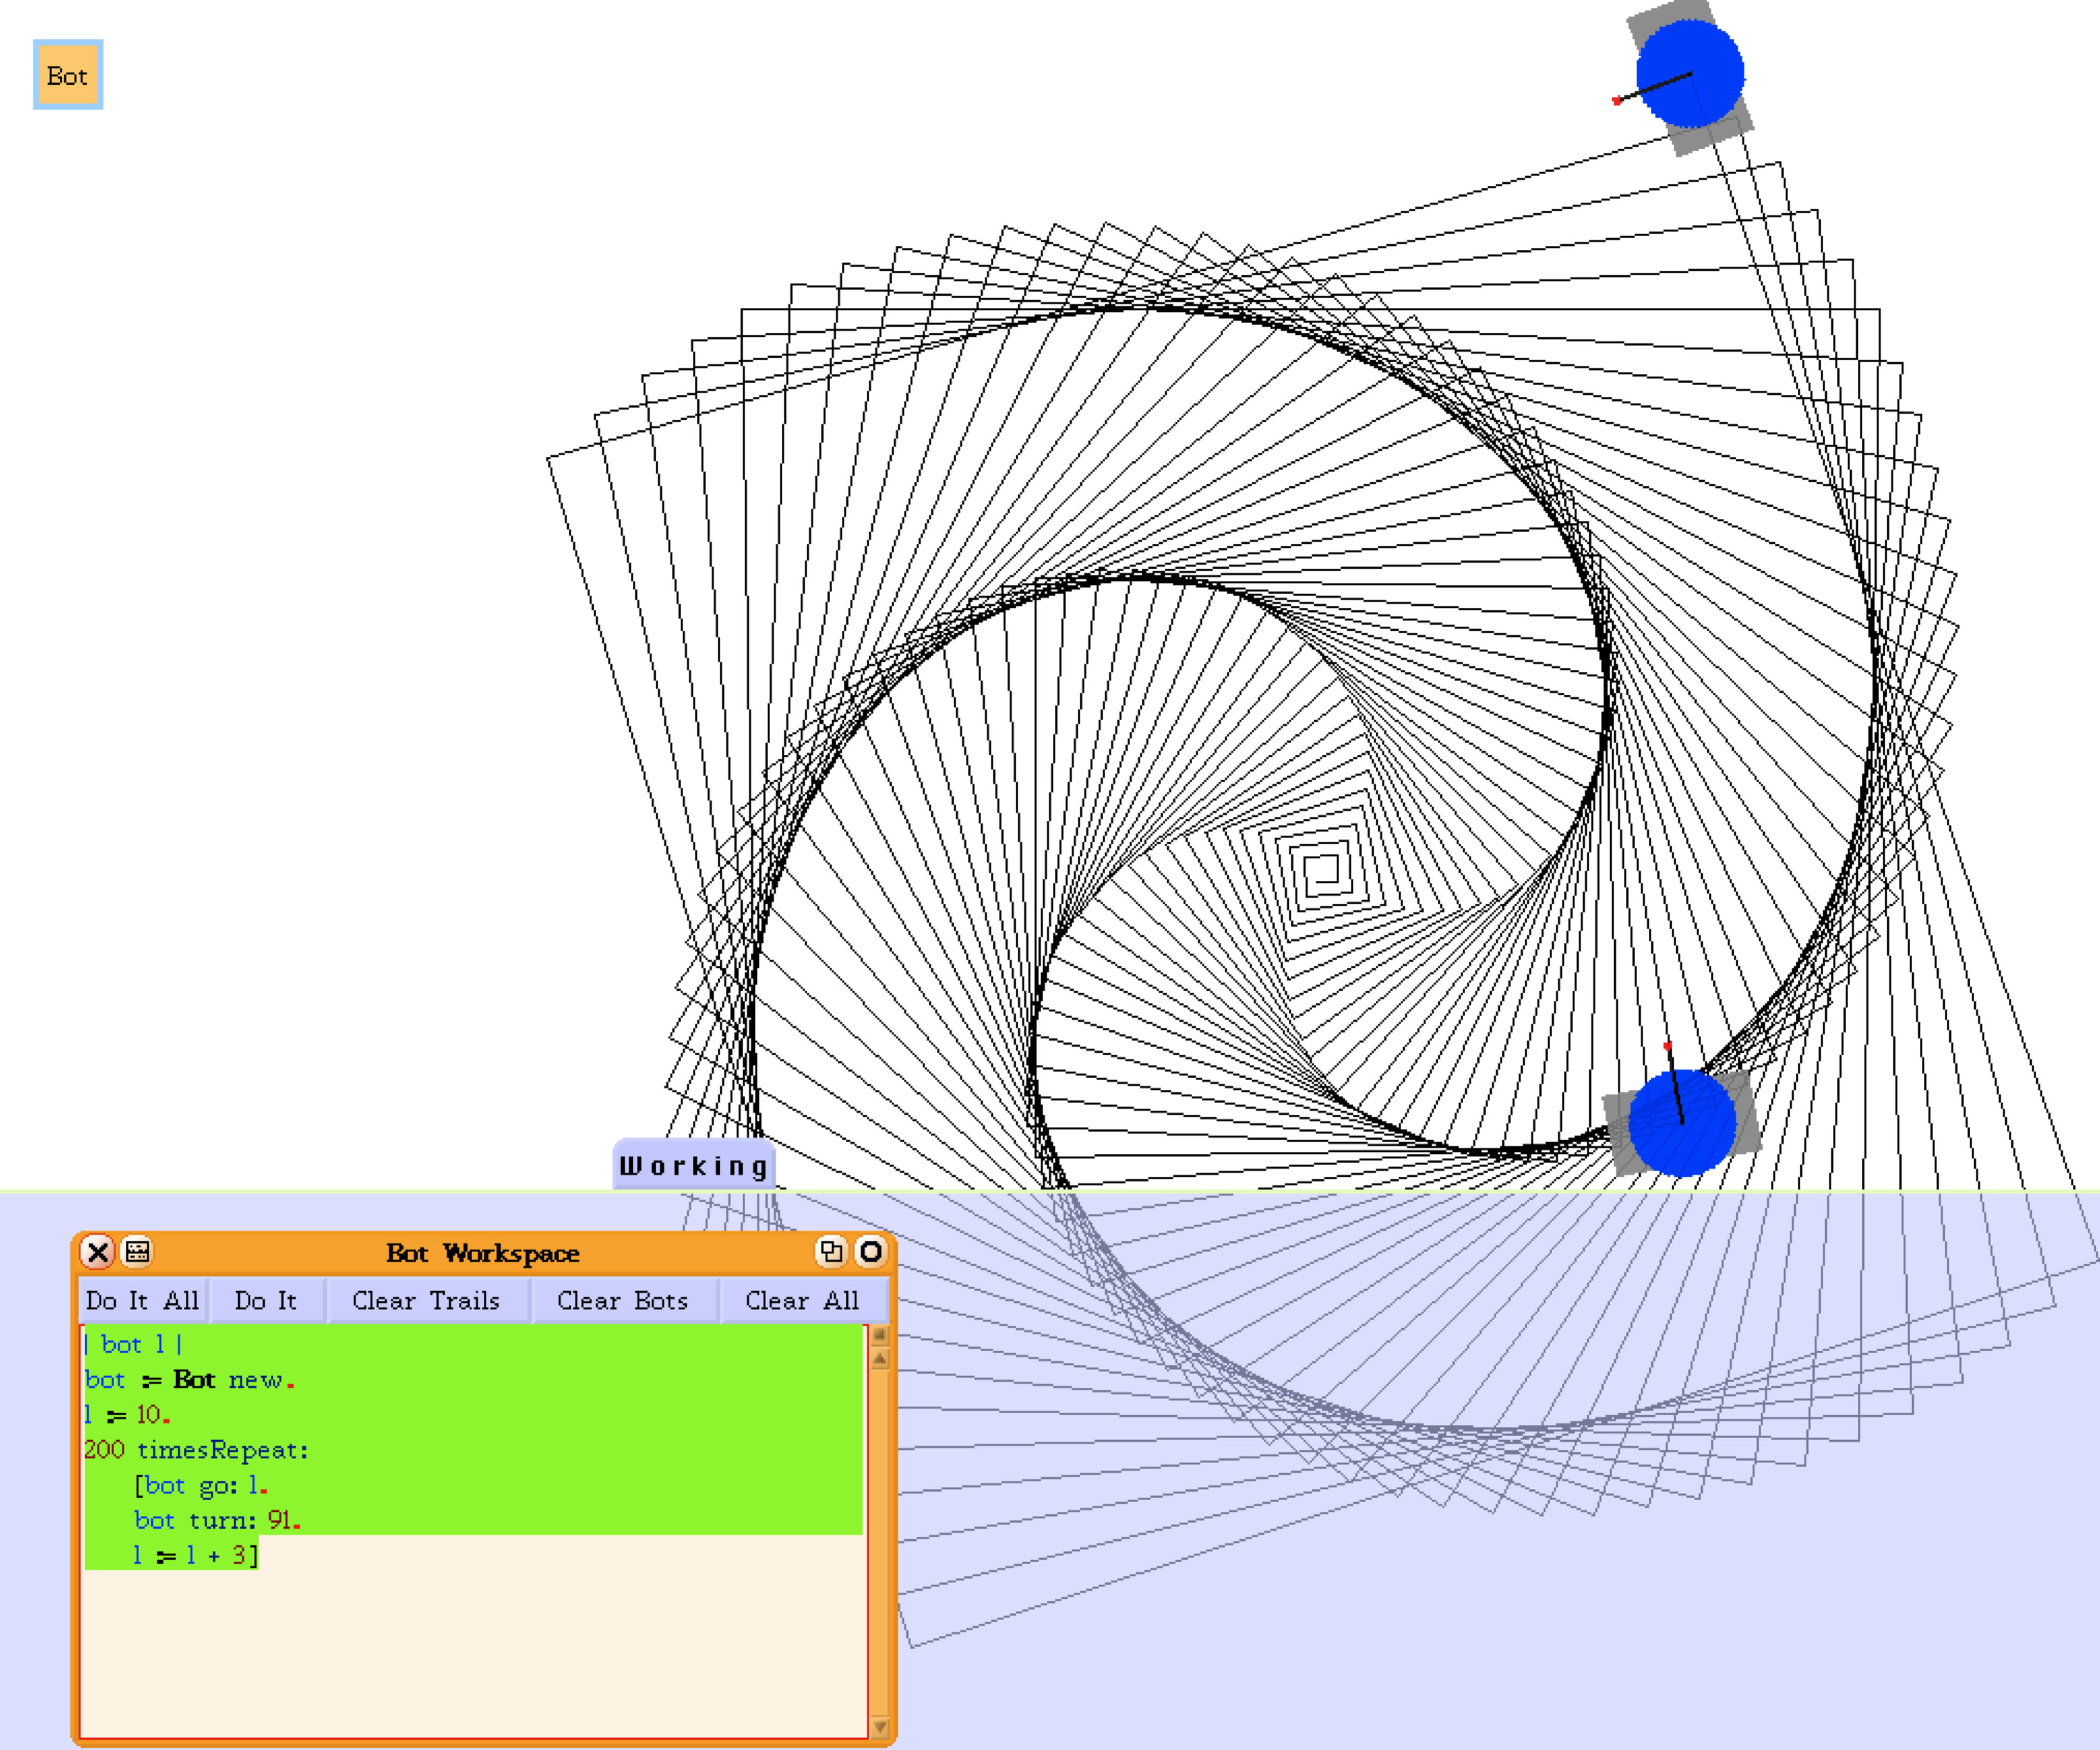 Bot
Working
Bot Workspace
Do It All Do It Clear Trails Clear Bots Clear All
| bot l |
bot := Bot new.
l := 10.
200 timesRepeat:
[bot go: l.
bot turn: 91.
l := l + 3]